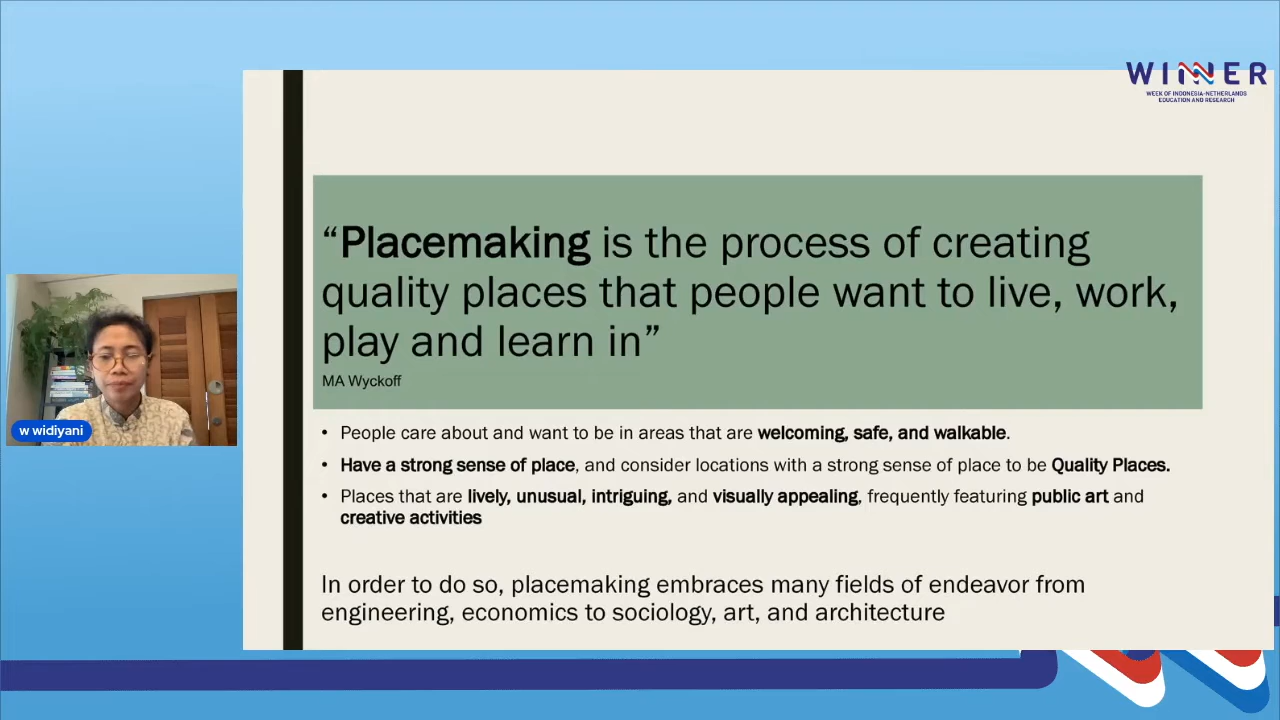 WINNER
WEEK OF INDONESIA-NETHERLANDS
EDUCATION AND RESEARCH
“Placemaking is the process of creating
quality places that people want to live, work,
play and learn in”
MA Wyckoff
w widiyani
• People care about and want to be in areas that are welcoming, safe, and walkable.
• Have a strong sense of place, and consider locations with a strong sense of place to be Quality Places.
• Places that are lively, unusual, intriguing, and visually appealing, frequently featuring public art and
creative activities
In order to do so, placemaking embraces many fields of endeavor from
engineering, economics to sociology, art, and architecture